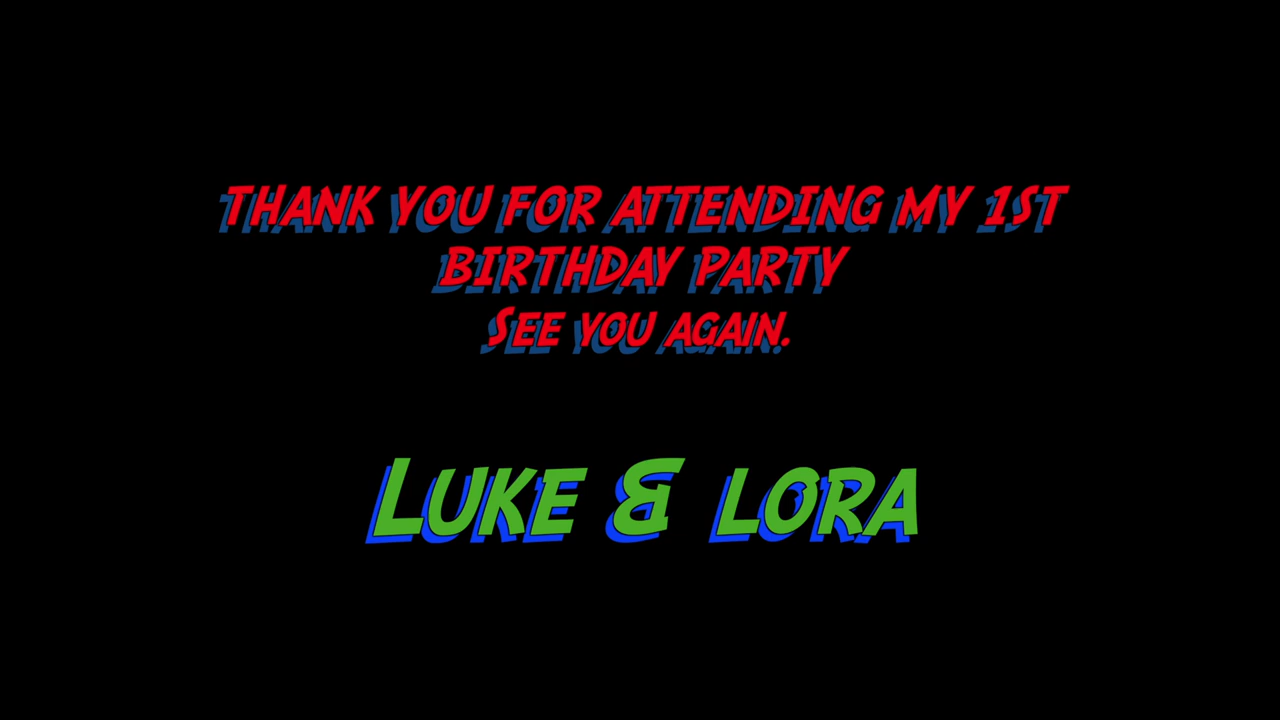 THANK YOU FOR ATTENDING MY 1ST
BIRTHDAY PARTY
SEE YOU AGAIN.
LUKE & LORA